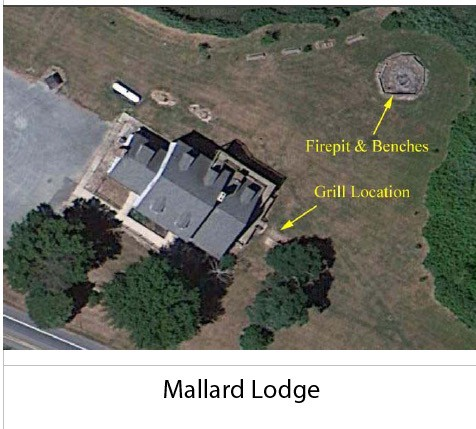 Firepit & Benches
Grill Location
Mallard Lodge